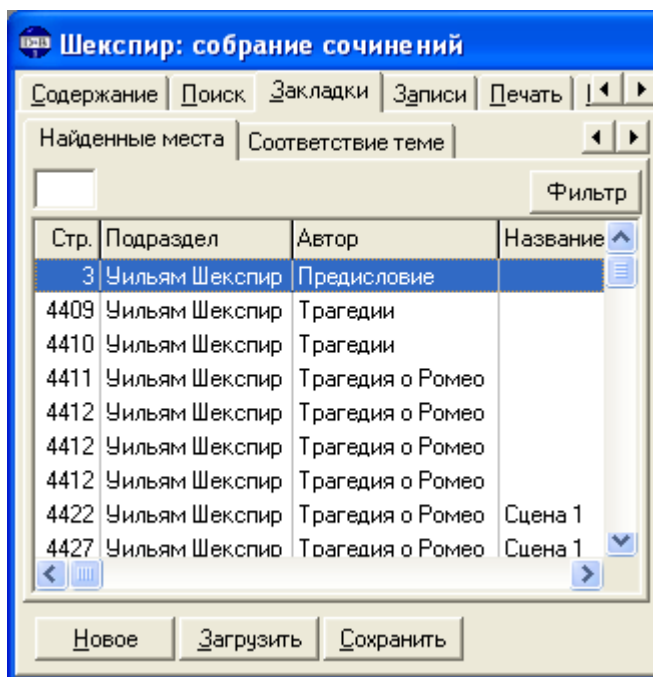 D-B Шекспир: собрание сочинений
Содержание Поиск Закладки Записи Печать
Найденные места Соответствие теме
Фильтр
Стр. Подраздел Автор Название
3 Уильям Шекспир Предисловие
4409 Уильям Шекспир Трагедии
4410 Уильям Шекспир Трагедии
4411 Уильям Шекспир Трагедия о Ромео
4412 Уильям Шекспир Трагедия о Ромео
4412 Уильям Шекспир Трагедия о Ромео
4412 Уильям Шекспир Трагедия о Ромео
4422 Уильям Шекспир Трагедия о Ромео Сцена 1
4427 Уильям Шекспир Трагедия о Ромео Сцена 1
Новое Загрузить Сохранить